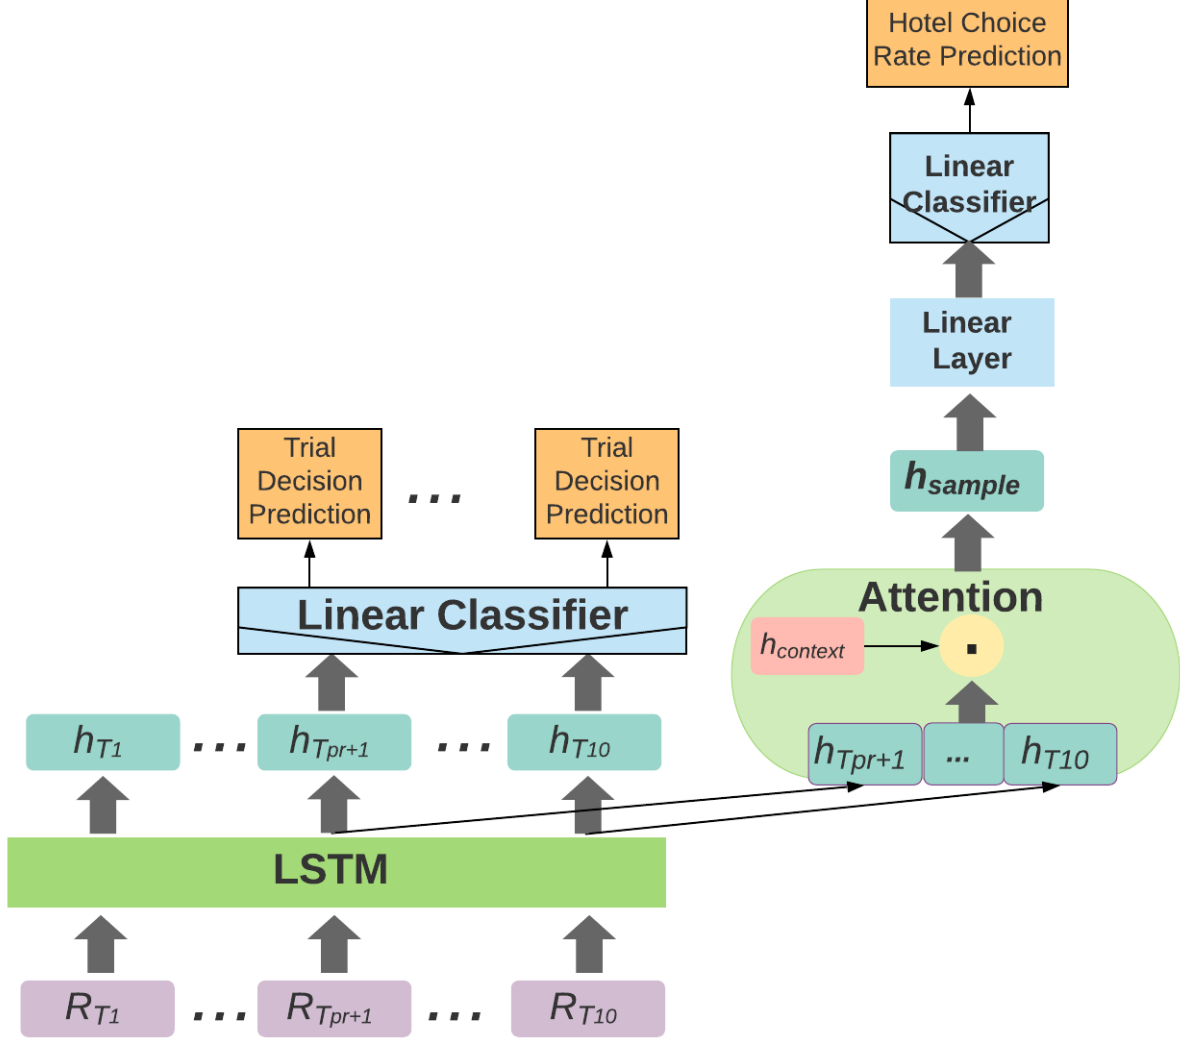 Hotel Choice
Rate Prediction
Linear
Classifier
Linear
Layer
h_sample
Trial
Decision
Prediction
...
Trial
Decision
Prediction
Linear Classifier
Attention
h_context
.
h_T1 ... h_Tpr+1 ... h_T10
h_Tpr+1 ... h_T10
LSTM
R_T1 ... R_Tpr+1 ... R_T10